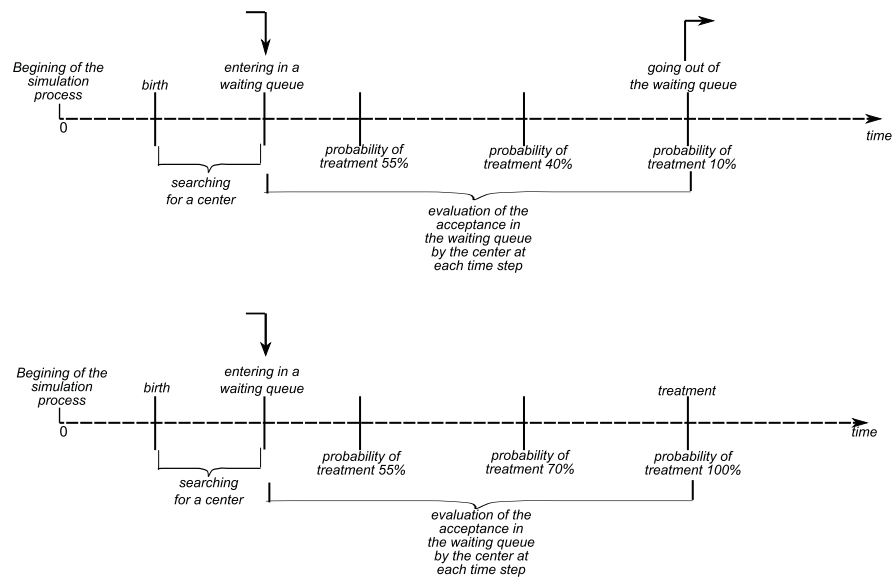 Begining of the
simulation
process
0
birth
entering in a
waiting queue
going out of
the waiting queue
time
probability of
treatment 55%
probability of
treatment 40%
probability of
treatment 10%
searching
for a center
evaluation of the
acceptance in
the waiting queue
by the center at
each time step
Begining of the
simulation
process
0
birth
entering in a
waiting queue
treatment
time
probability of
treatment 55%
probability of
treatment 70%
probability of
treatment 100%
searching
for a center
evaluation of the
acceptance in
the waiting queue
by the center at
each time step